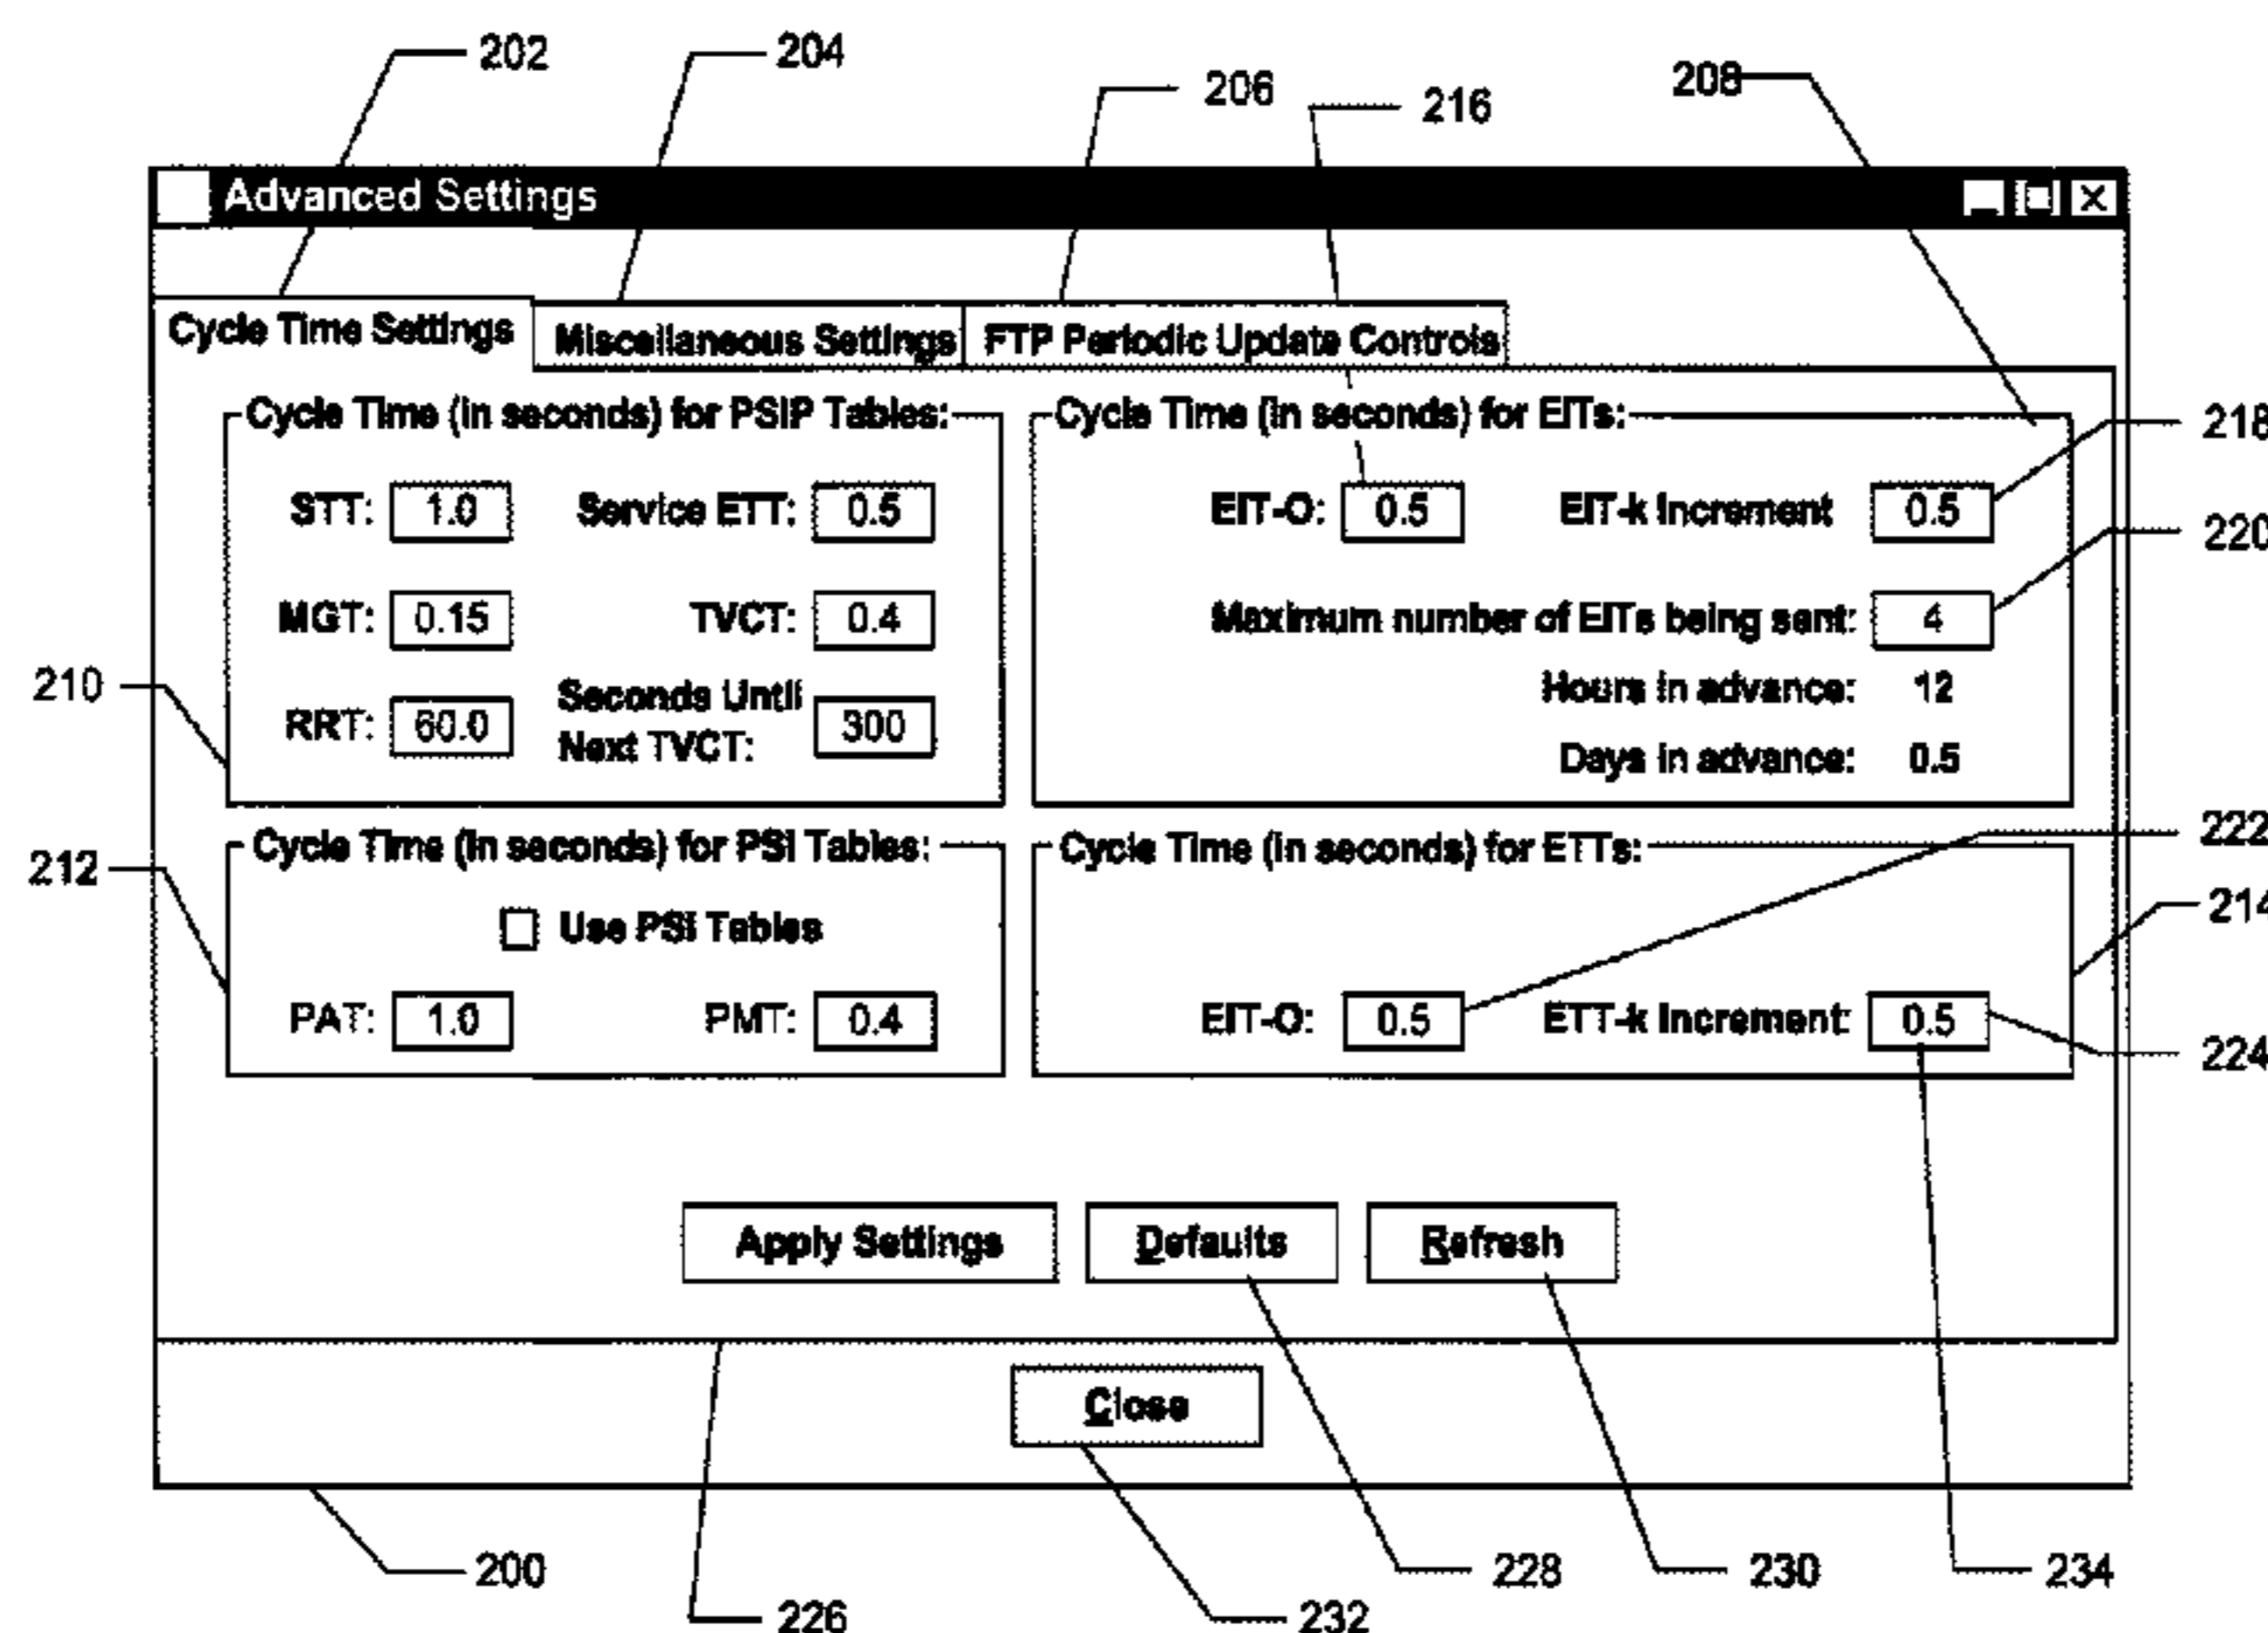 202
204
206
216
208
Advanced Settings
Cycle Time Settings
Miscellaneous Settings
FTP Periodic Update Controls
Cycle Time (in seconds) for PSIP Tables:
STT: 1.0 Service ETT: 0.5
MGT: 0.15 TVCT: 0.4
RRT: 60.0 Seconds Until Next TVCT: 300
Cycle Time (in seconds) for EITs:
EIT-O: 0.5 EIT-k Increment 0.5
Maximum number of EITs being sent: 4
Hours in advance: 12
Days in advance: 0.5
218
220
210
Cycle Time (in seconds) for PSI Tables:
Use PSI Tables
PAT: 1.0 PMT: 0.4
Cycle Time (in seconds) for ETTs:
EIT-O: 0.5 ETT-k Increment: 0.5
222
212
214
224
Apply Settings
Defaults
Refresh
Close
200
228
230
234
226
232